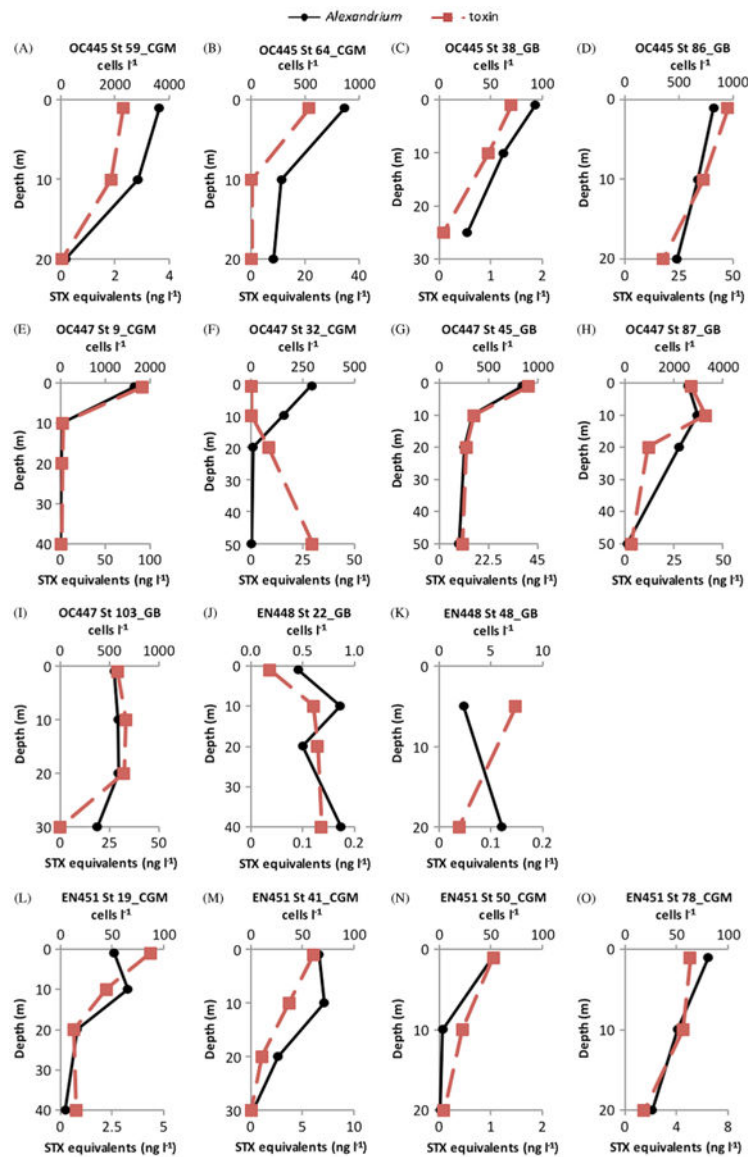 Alexandrium toxin
(A) OC445 St 59_CGM
cells l⁻¹
0 2000 4000
Depth (m)
0
10
20
0 2 4
STX equivalents (ng l⁻¹)
(B) OC445 St 64_CGM
cells l⁻¹
0 500 1000
Depth (m)
0
10
20
0 20 40
STX equivalents (ng l⁻¹)
(C) OC445 St 38_GB
cells l⁻¹
0 50 100
Depth (m)
0
10
20
30
0 1 2
STX equivalents (ng l⁻¹)
(D) OC445 St 86_GB
cells l⁻¹
0 500 1000
Depth (m)
0
10
20
0 25 50
STX equivalents (ng l⁻¹)
(E) OC447 St 9_CGM
cells l⁻¹
0 1000 2000
Depth (m)
0
10
20
30
40
0 50 100
STX equivalents (ng l⁻¹)
(F) OC447 St 32_CGM
cells l⁻¹
0 250 500
Depth (m)
0
10
20
30
40
50
0 25 50
STX equivalents (ng l⁻¹)
(G) OC447 St 45_GB
cells l⁻¹
0 500 1000
Depth (m)
0
10
20
30
40
50
0 22.5 45
STX equivalents (ng l⁻¹)
(H) OC447 St 87_GB
cells l⁻¹
0 1000 2000 3000 4000
Depth (m)
0
10
20
30
40
50
0 25 50
STX equivalents (ng l⁻¹)
(I) OC447 St 103_GB
cells l⁻¹
0 500 1000
Depth (m)
0
10
20
30
0 25 50
STX equivalents (ng l⁻¹)
(J) EN448 St 22_GB
cells l⁻¹
0.0 0.5 1.0
Depth (m)
0
10
20
30
40
0 0.1 0.2
STX equivalents (ng l⁻¹)
(K) EN448 St 48_GB
cells l⁻¹
0 5 10
Depth (m)
0
10
20
0 0.1 0.2
STX equivalents (ng l⁻¹)
(L) EN451 St 19_CGM
cells l⁻¹
0 50 100
Depth (m)
0
10
20
30
40
0 2.5 5
STX equivalents (ng l⁻¹)
(M) EN451 St 41_CGM
cells l⁻¹
0 50 100
Depth (m)
0
10
20
30
0 5 10
STX equivalents (ng l⁻¹)
(N) EN451 St 50_CGM
cells l⁻¹
0 50 100
Depth (m)
0
10
20
0 1 2
STX equivalents (ng l⁻¹)
(O) EN451 St 78_CGM
cells l⁻¹
0 50 100
Depth (m)
0
10
20
0 4 8
STX equivalents (ng l⁻¹)